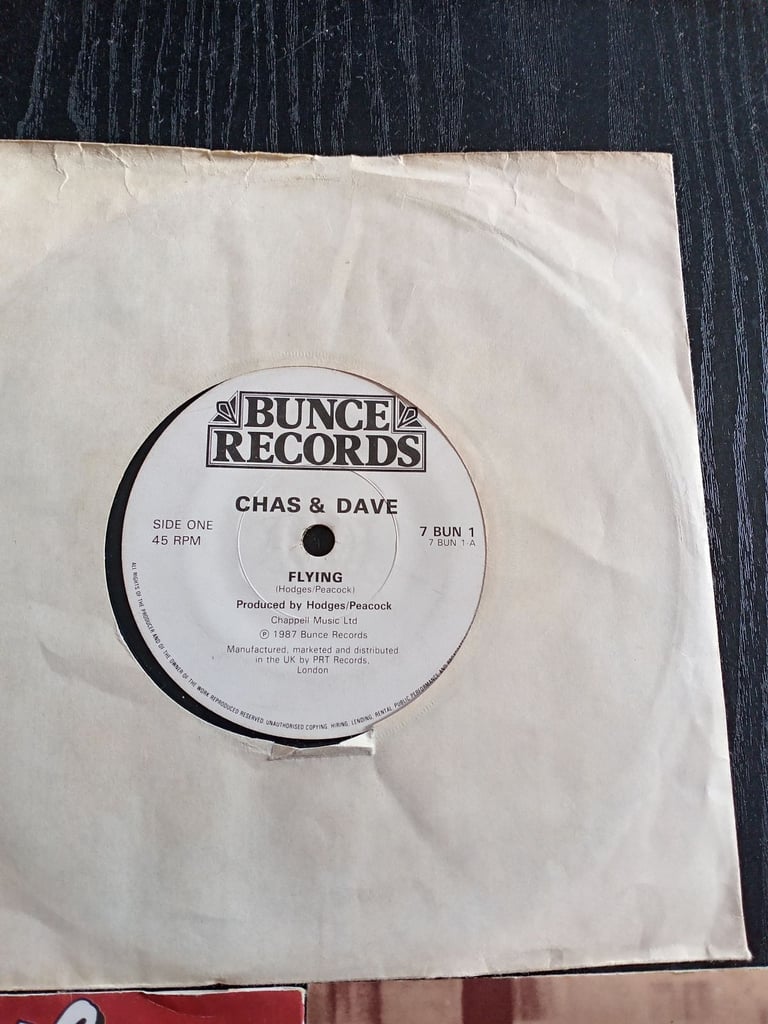 BUNCE
RECORDS
CHAS & DAVE
SIDE ONE
45 RPM
7 BUN 1
7 BUN 1-A
FLYING
(Hodges/Peacock)
Produced by Hodges/Peacock
Chappell Music Ltd
℗ 1987 Bunce Records
Manufactured, marketed and distributed
in the UK by PRT Records,
London
ALL RIGHTS OF THE PRODUCER AND OF THE OWNER OF THE WORK REPRODUCED RESERVED. UNAUTHORISED COPYING, HIRING, LENDING, RENTAL, PUBLIC PERFORMANCE AND